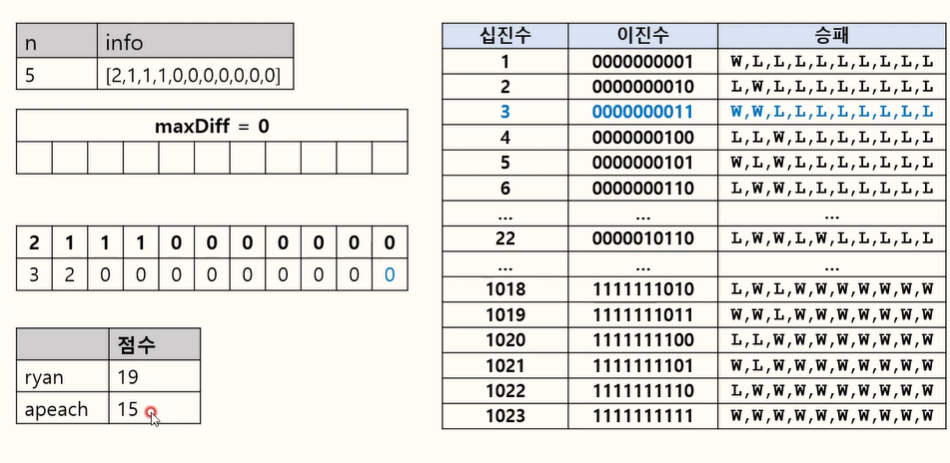 n info
5 [2,1,1,1,0,0,0,0,0,0,0]
maxDiff = 0
2 1 1 1 0 0 0 0 0 0 0
3 2 0 0 0 0 0 0 0 0 0
점수
ryan 19
apeach 15
십진수 이진수 승패
1 0000000001 W,L,L,L,L,L,L,L,L,L
2 0000000010 L,W,L,L,L,L,L,L,L,L
3 0000000011 W,W,L,L,L,L,L,L,L,L
4 0000000100 L,L,W,L,L,L,L,L,L,L
5 0000000101 W,L,W,L,L,L,L,L,L,L
6 0000000110 L,W,W,L,L,L,L,L,L,L
... ... ...
22 0000010110 L,W,W,L,W,L,L,L,L,L
... ... ...
1018 1111111010 L,W,L,W,W,W,W,W,W,W
1019 1111111011 W,W,L,W,W,W,W,W,W,W
1020 1111111100 L,L,W,W,W,W,W,W,W,W
1021 1111111101 W,L,W,W,W,W,W,W,W,W
1022 1111111110 L,W,W,W,W,W,W,W,W,W
1023 1111111111 W,W,W,W,W,W,W,W,W,W